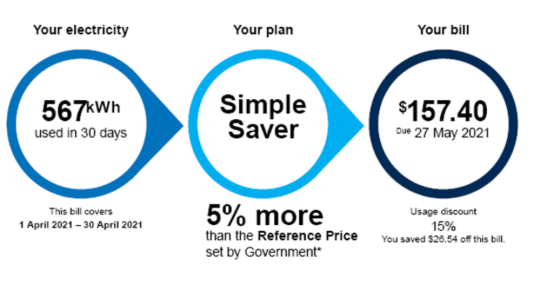 Your electricity
567kWh
used in 30 days
This bill covers
1 April 2021 – 30 April 2021
Your plan
Simple
Saver
5% more
than the Reference Price
set by Government*
Your bill
$157.40
Due 27 May 2021
Usage discount
15%
You saved $26.54 off this bill.